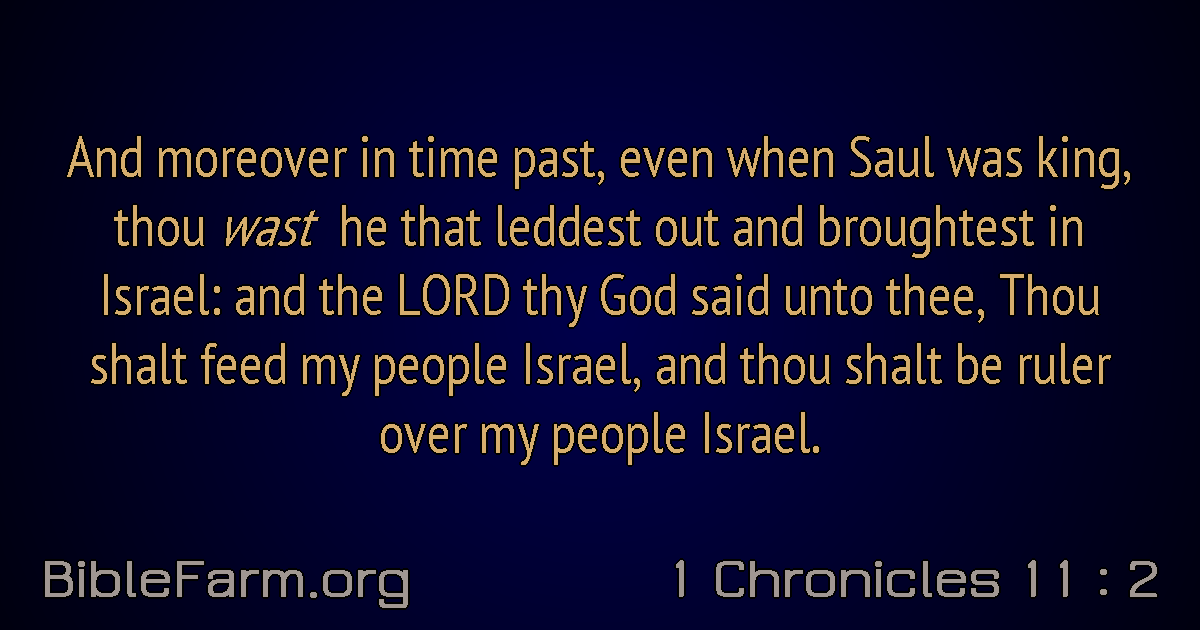 And moreover in time past, even when Saul was king,
thou wast he that leddest out and broughtest in
Israel: and the LORD thy God said unto thee, Thou
shalt feed my people Israel, and thou shalt be ruler
over my people Israel.
BibleFarm.org
1 Chronicles 11 : 2